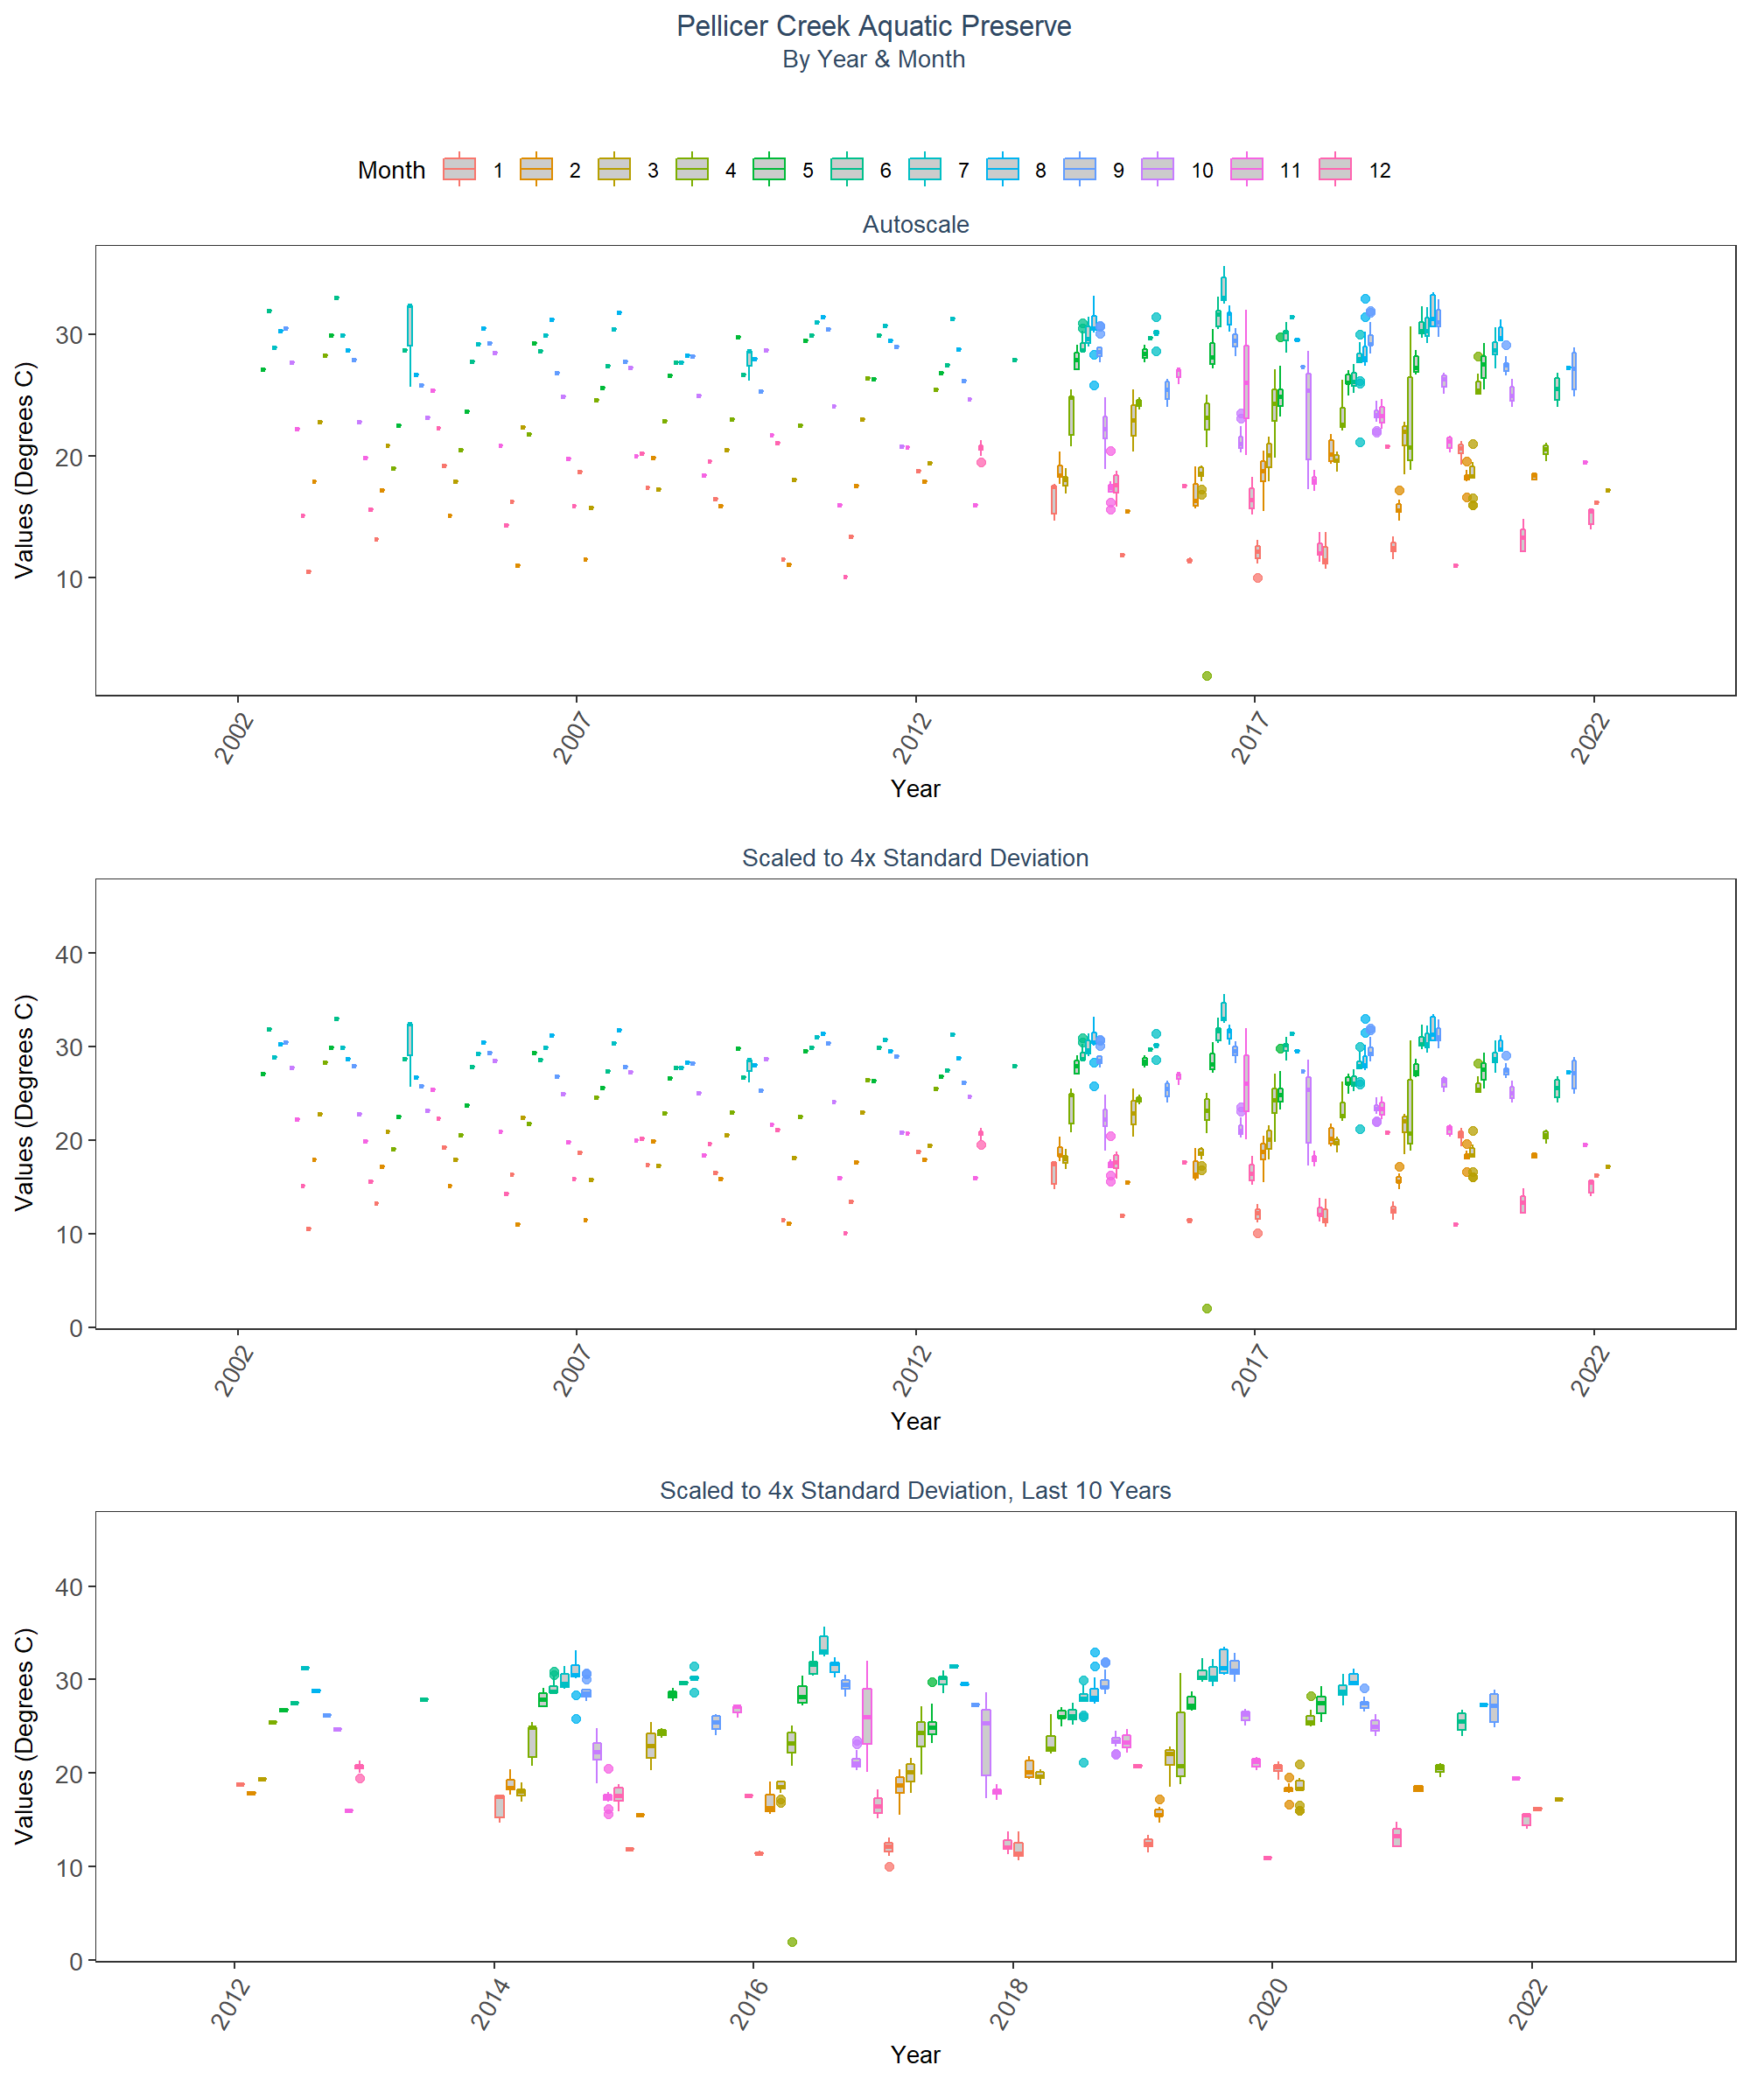 Pellicer Creek Aquatic Preserve
By Year & Month
Month 1 2 3 4 5 6 7 8 9 10 11 12
Autoscale
Values (Degrees C)
30
20
10
2002 2007 2012 2017 2022
Year
Scaled to 4x Standard Deviation
Values (Degrees C)
40
30
20
10
0
2002 2007 2012 2017 2022
Year
Scaled to 4x Standard Deviation, Last 10 Years
Values (Degrees C)
40
30
20
10
0
2012 2014 2016 2018 2020 2022
Year